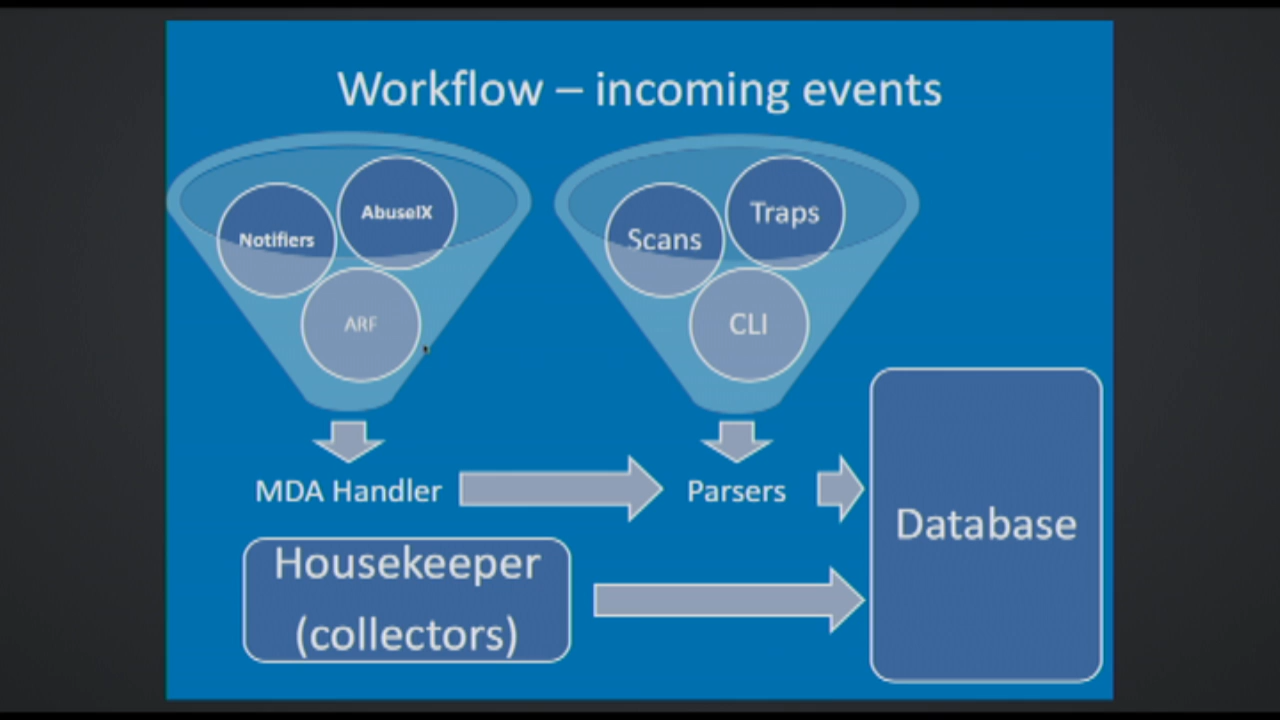 Workflow – incoming events
AbuseIX
Notifiers
ARF
Traps
Scans
CLI
MDA Handler
Parsers
Database
Housekeeper
(collectors)